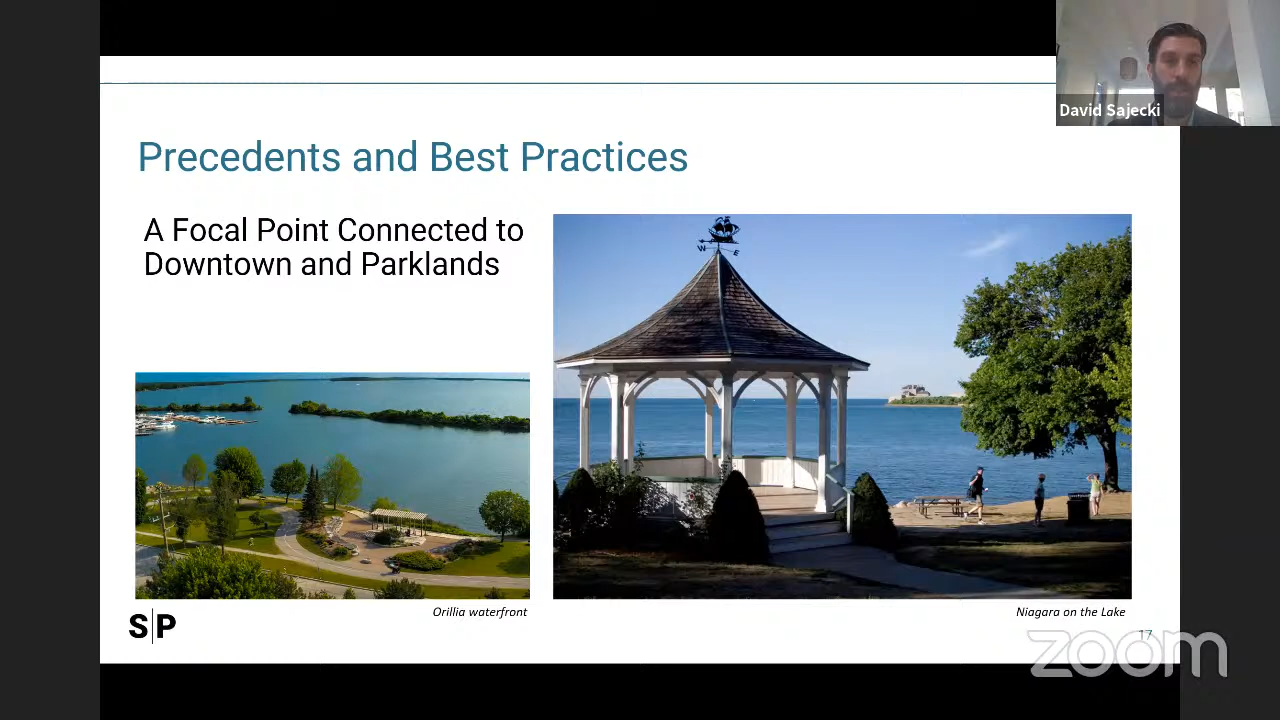 David Sajecki
Precedents and Best Practices
A Focal Point Connected to
Downtown and Parklands
W E
Orillia waterfront
Niagara on the Lake
S|P
17
zoom